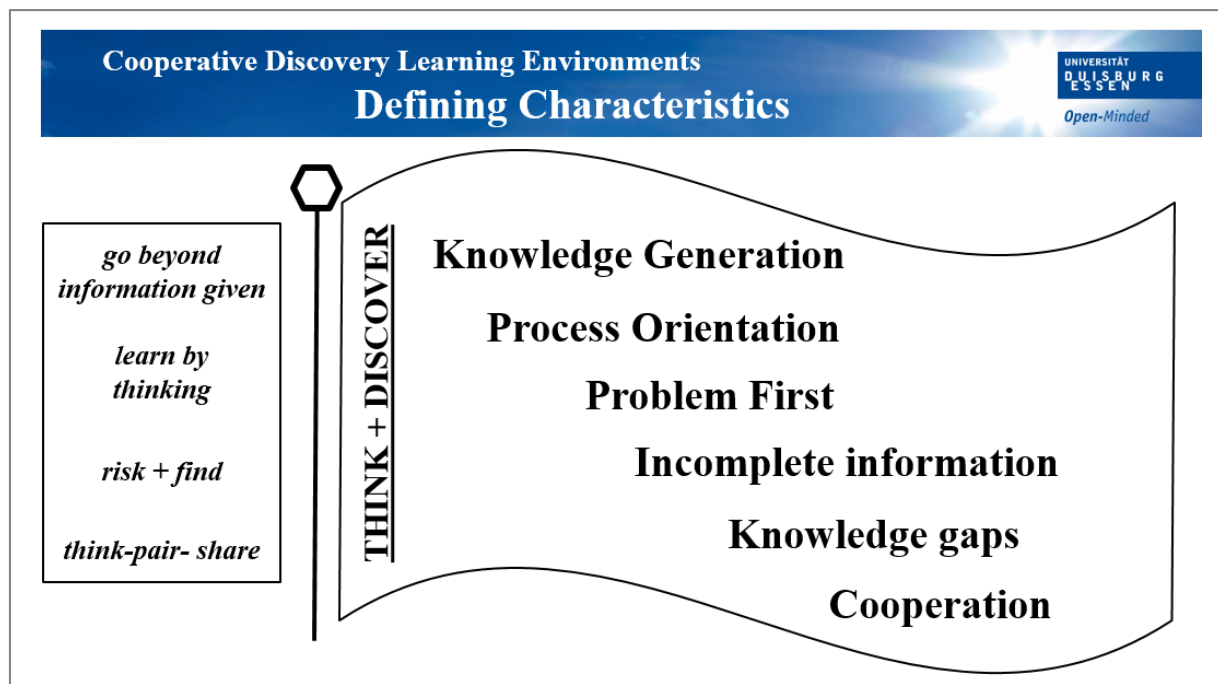 Cooperative Discovery Learning Environments
Defining Characteristics
UNIVERSITÄT
DUISBURG
ESSEN
Open-Minded
go beyond
information given
learn by
thinking
risk + find
think-pair- share
THINK + DISCOVER
Knowledge Generation
Process Orientation
Problem First
Incomplete information
Knowledge gaps
Cooperation